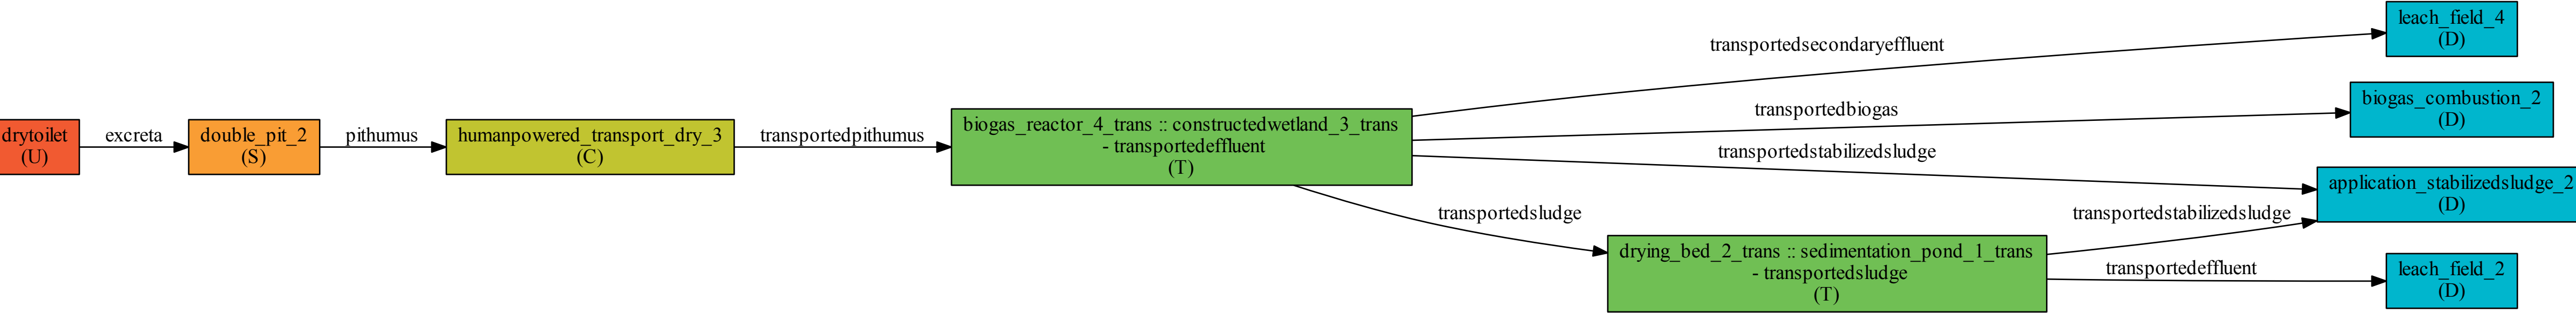 drytoilet
(U)
excreta
double_pit_2
(S)
pithumus
humanpowered_transport_dry_3
(C)
transportedpithumus
biogas_reactor_4_trans :: constructedwetland_3_trans
- transportedeffluent
(T)
transportedsecondaryeffluent
transportedbiogas
transportedstabilizedsludge
transportedsludge
drying_bed_2_trans :: sedimentation_pond_1_trans
- transportedsludge
(T)
transportedstabilizedsludge
transportedeffluent
leach_field_4
(D)
biogas_combustion_2
(D)
application_stabilizedsludge_2
(D)
leach_field_2
(D)